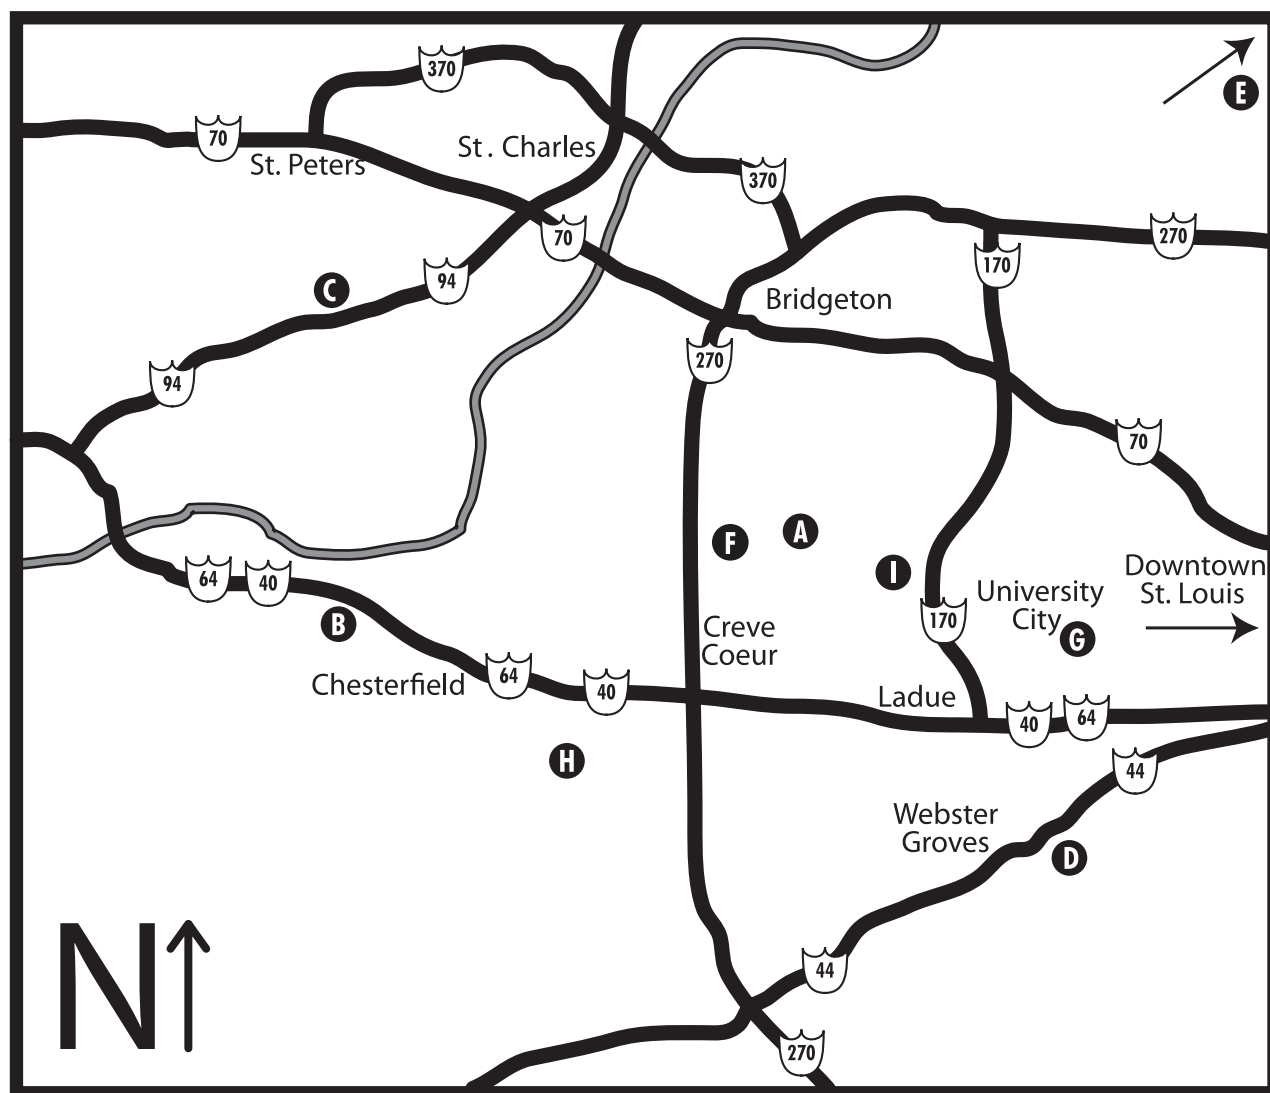 370
E
70
St. Peters
St. Charles
370
70
270
170
94
C
Bridgeton
270
94
70
F
A
I
Downtown
St. Louis
64
40
B
University
City
G
170
Creve
Coeur
Chesterfield
64
40
Ladue
40
64
H
44
Webster
Groves
D
N
44
270